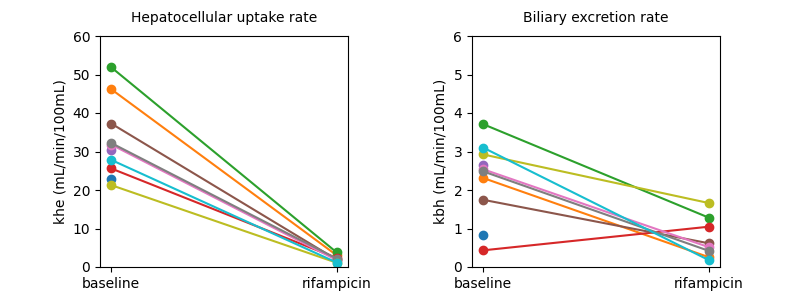 Hepatocellular uptake rate
khe (mL/min/100mL)
60
50
40
30
20
10
0
baseline
rifampicin
Biliary excretion rate
kbh (mL/min/100mL)
6
5
4
3
2
1
0
baseline
rifampicin